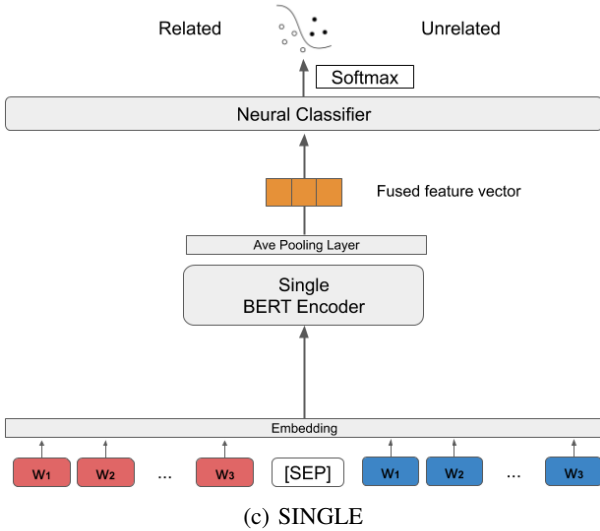 Related Unrelated
Softmax
Neural Classifier
Fused feature vector
Ave Pooling Layer
Single
BERT Encoder
Embedding
W1 W2 ... W3 [SEP] W1 W2 ... W3
(c) SINGLE